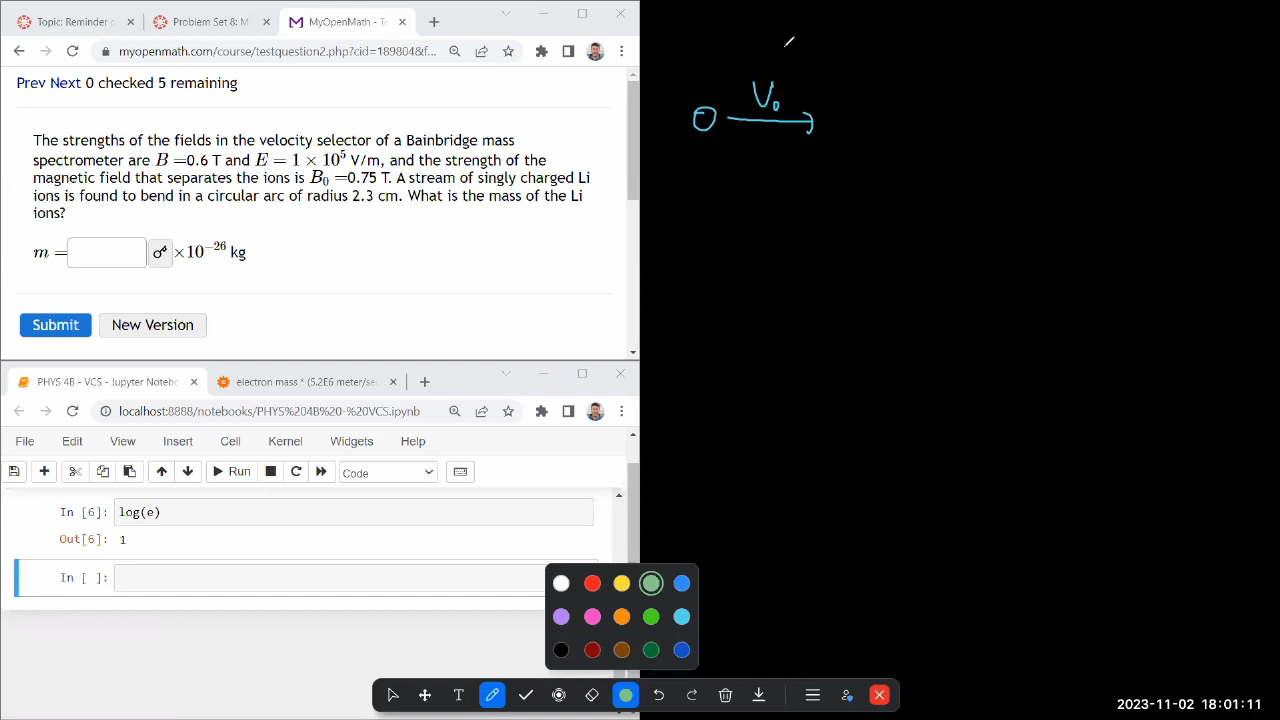 Topic: Reminder o
Problem Set 8: M
MyOpenMath - Te
myopenmath.com/course/testquestion2.php?cid=189804&f...
Prev Next 0 checked 5 remaining
The strengths of the fields in the velocity selector of a Bainbridge mass
spectrometer are B =0.6 T and E = 1 × 10⁵ V/m, and the strength of the
magnetic field that separates the ions is B₀ =0.75 T. A stream of singly charged Li
ions is found to bend in a circular arc of radius 2.3 cm. What is the mass of the Li
ions?
m = ×10⁻²⁶ kg
Submit New Version
PHYS 4B - VCS - Jupyter Notebo
electron mass * (5.2E6 meter/se
localhost:8888/notebooks/PHYS%204B%20-%20VCS.ipynb
File Edit View Insert Cell Kernel Widgets Help
Run Code
In [6]: log(e)
Out[6]: 1
In [ ]:
V₀
T
2023-11-02 18:01:11